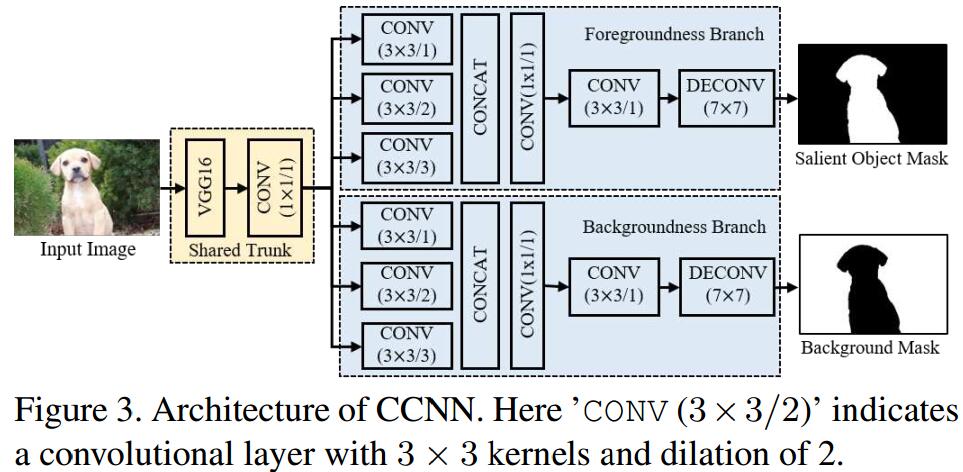 Input Image
VGG16
CONV
(1×1/1)
Shared Trunk
CONV
(3×3/1)
CONV
(3×3/2)
CONV
(3×3/3)
CONCAT
CONV(1x1/1)
Foregroundness Branch
CONV
(3×3/1)
DECONV
(7×7)
Salient Object Mask
CONV
(3×3/1)
CONV
(3×3/2)
CONV
(3×3/3)
CONCAT
CONV(1x1/1)
Backgroundness Branch
CONV
(3×3/1)
DECONV
(7×7)
Background Mask
Figure 3. Architecture of CCNN. Here ’CONV (3 × 3/2)’ indicates
a convolutional layer with 3 × 3 kernels and dilation of 2.